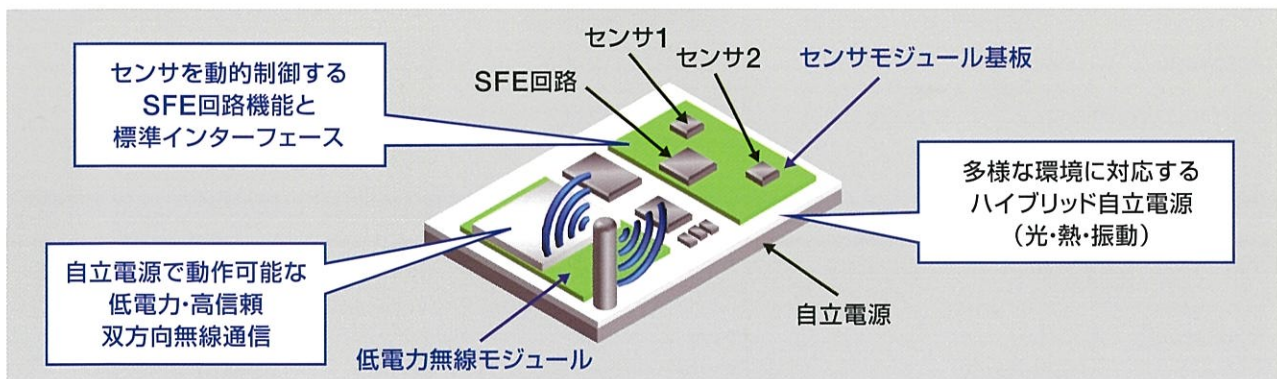 センサを動的制御する
SFE回路機能と
標準インターフェース
センサ1
センサ2
SFE回路
センサモジュール基板
多様な環境に対応する
ハイブリッド自立電源
(光・熱・振動)
自立電源で動作可能な
低電力・高信頼
双方向無線通信
低電力無線モジュール
自立電源